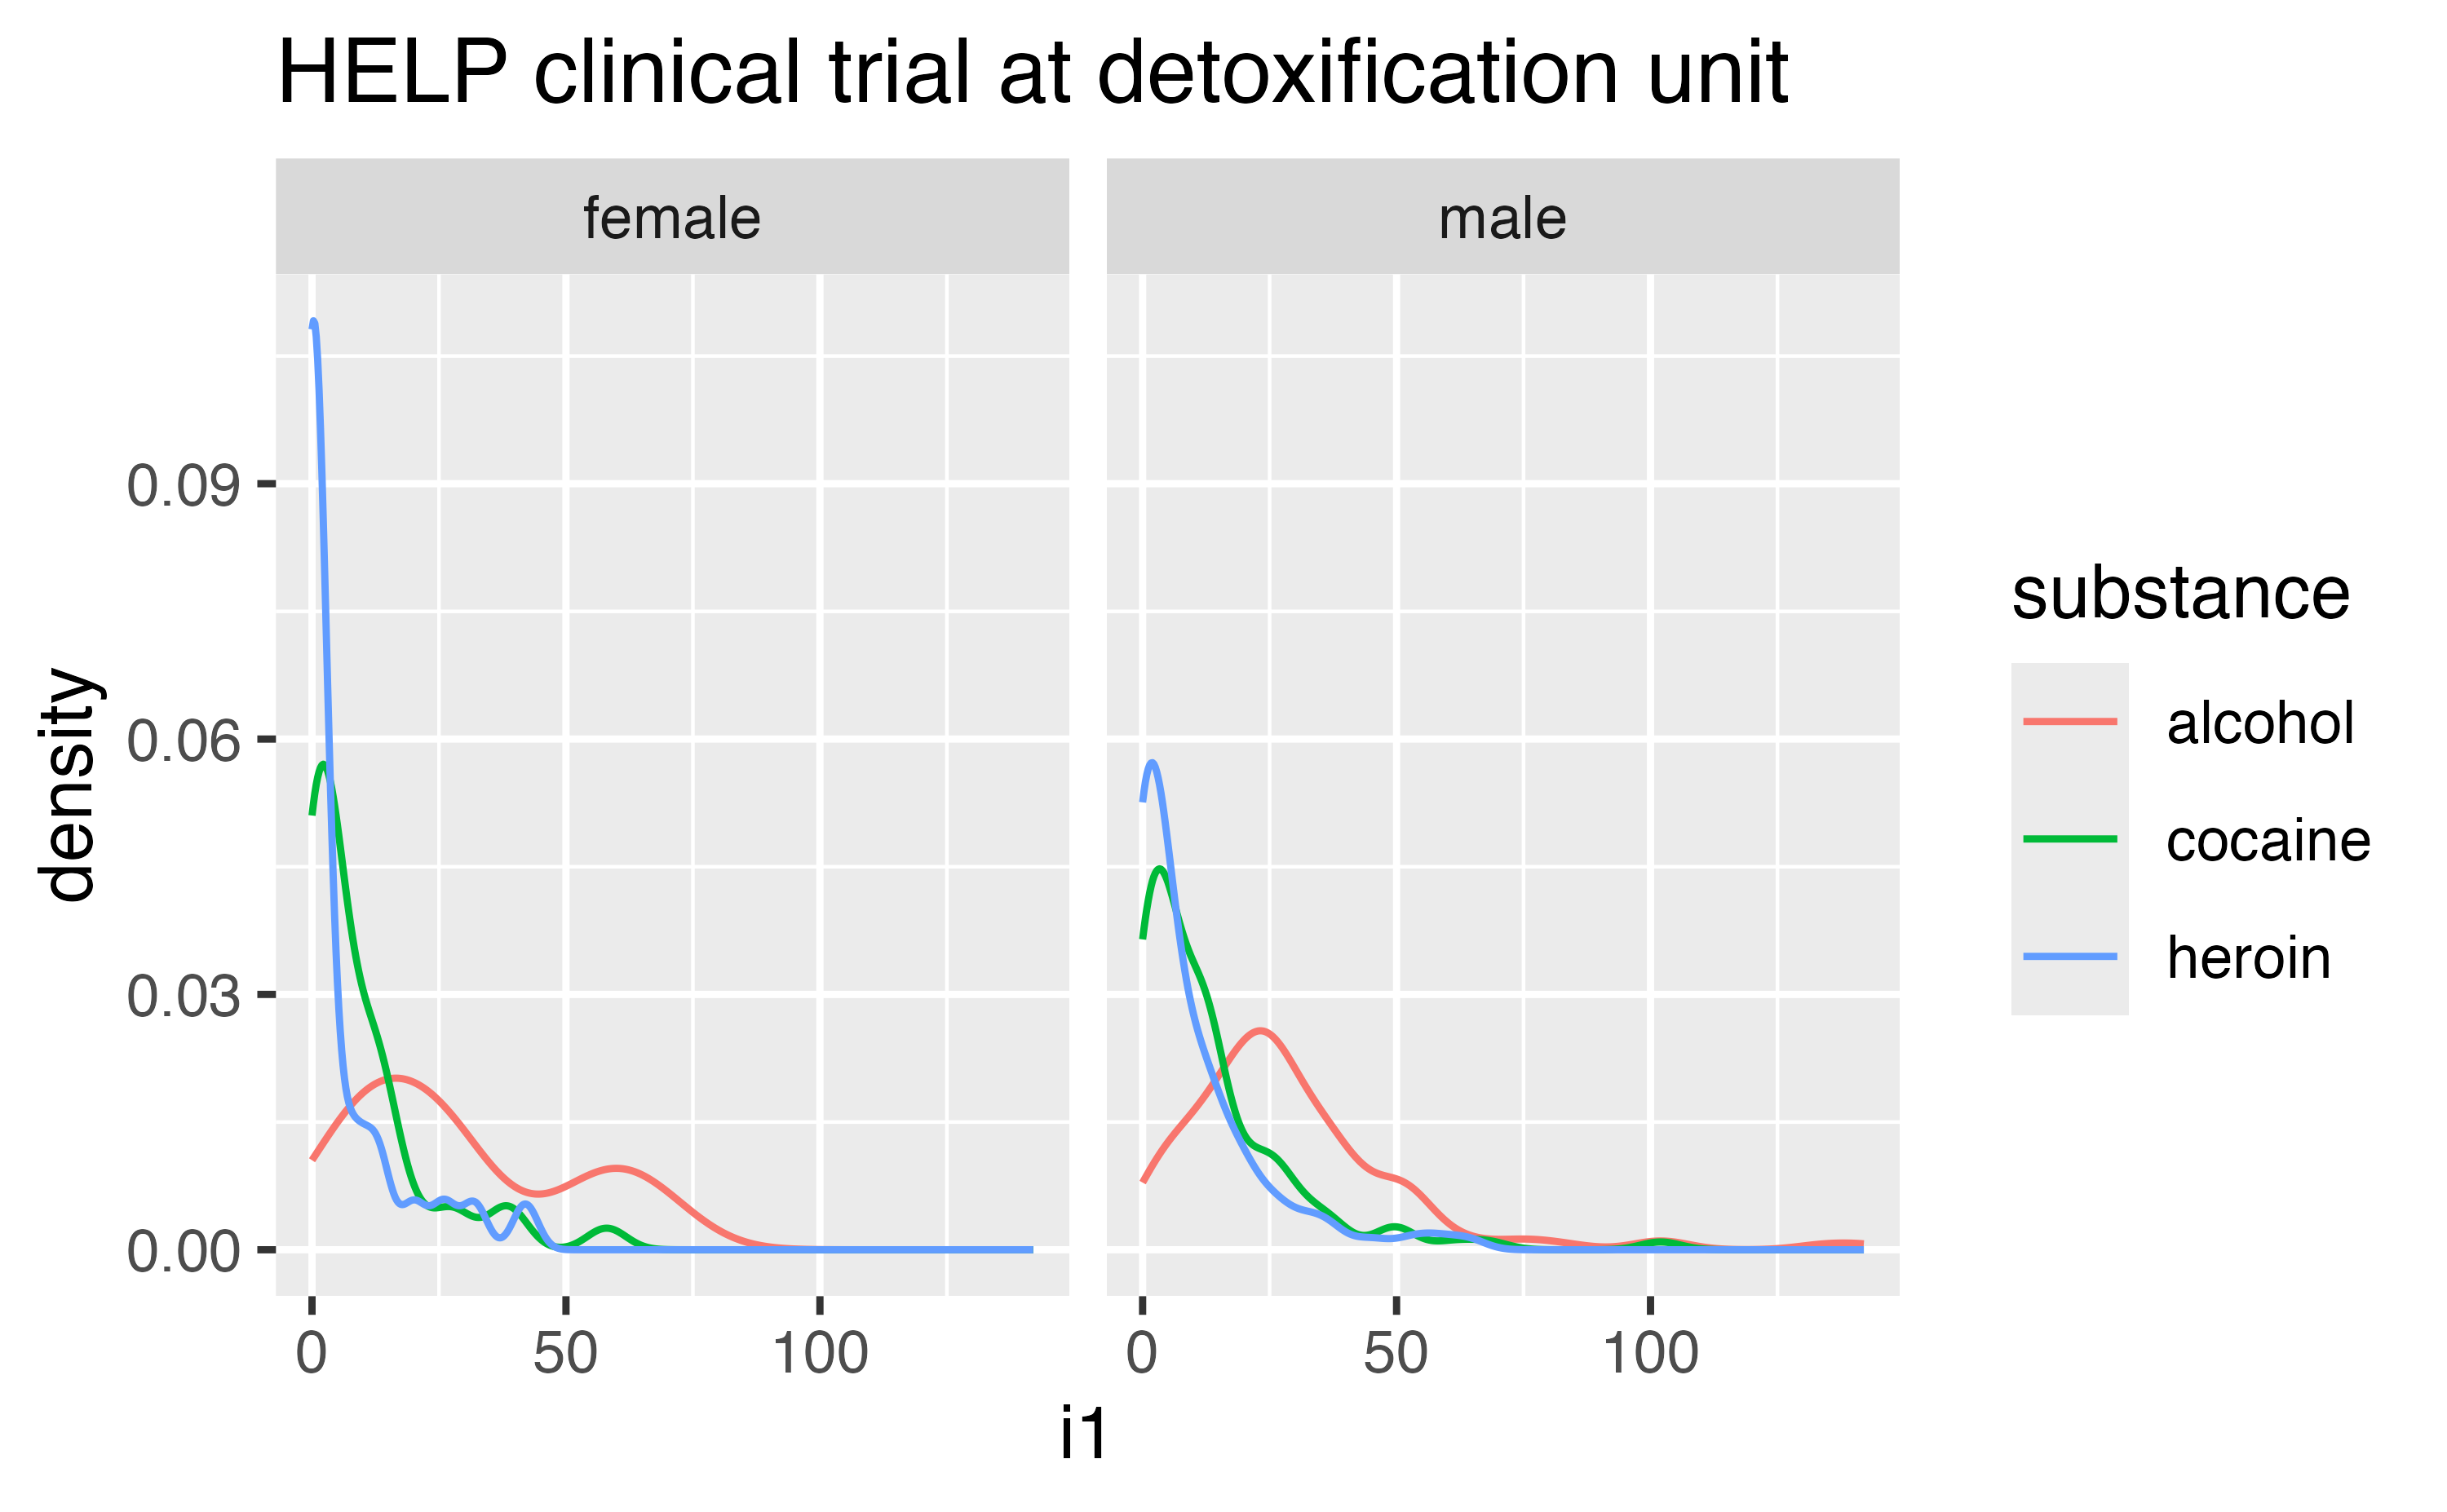 HELP clinical trial at detoxification unit
female
male
density
0.09
0.06
0.03
0.00
0 50 100
0 50 100
i1
substance
alcohol
cocaine
heroin